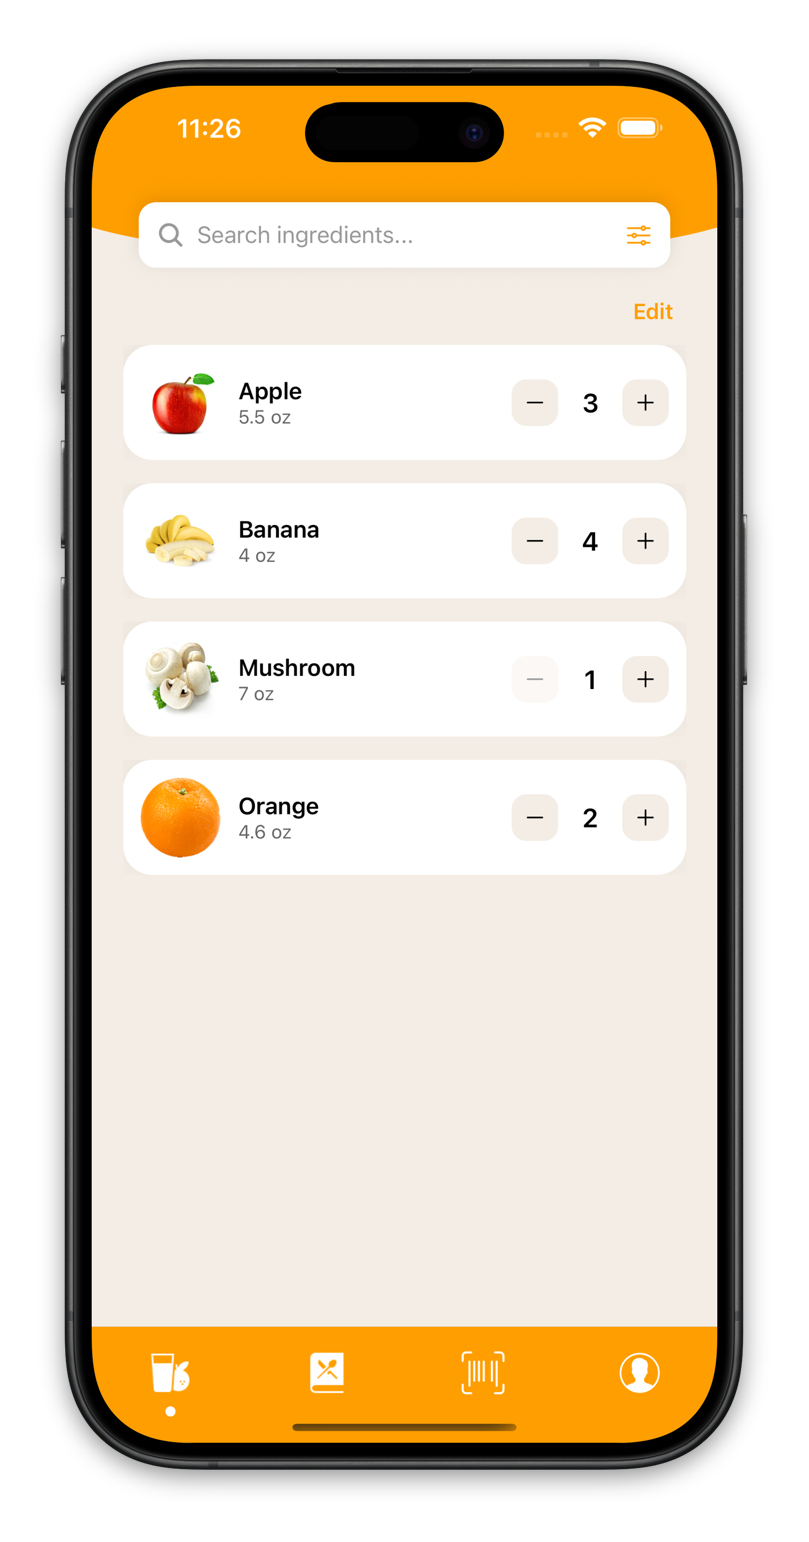 11:26
Search ingredients...
Edit
Apple
5.5 oz
− 3 +
Banana
4 oz
− 4 +
Mushroom
7 oz
− 1 +
Orange
4.6 oz
− 2 +